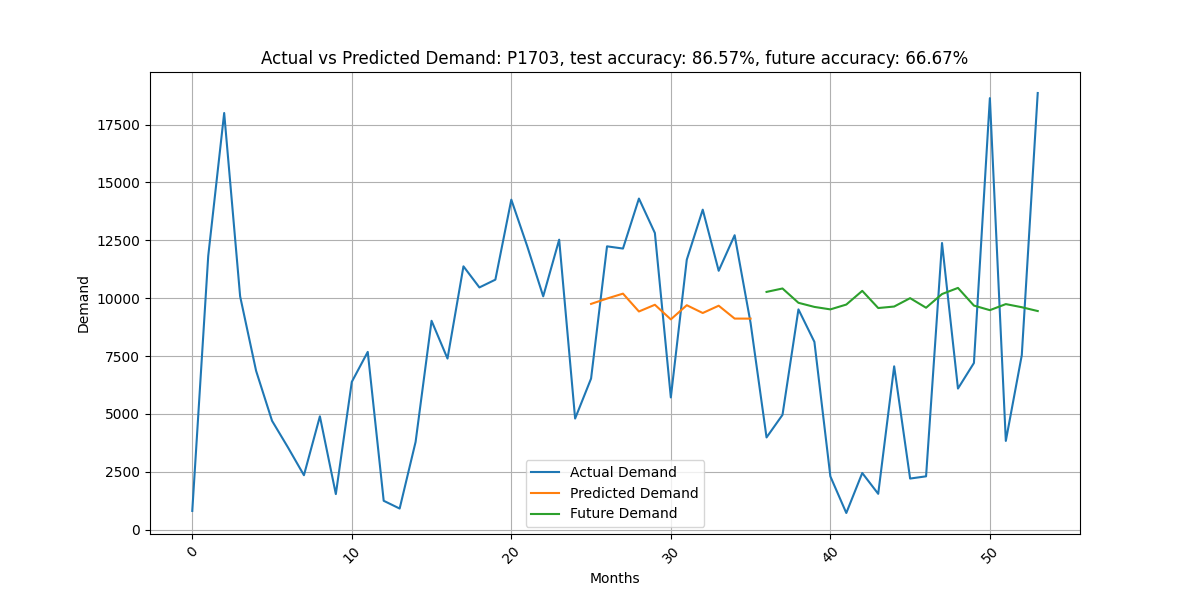 Actual vs Predicted Demand: P1703, test accuracy: 86.57%, future accuracy: 66.67%
Demand
17500
15000
12500
10000
7500
5000
2500
0
Actual Demand
Predicted Demand
Future Demand
0
10
20
30
40
50
Months